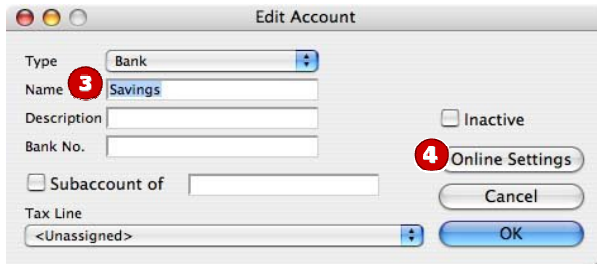 Edit Account
Type Bank
Name 3 Savings
Description
Inactive
Bank No.
4 Online Settings
Subaccount of
Cancel
Tax Line
<Unassigned>
OK